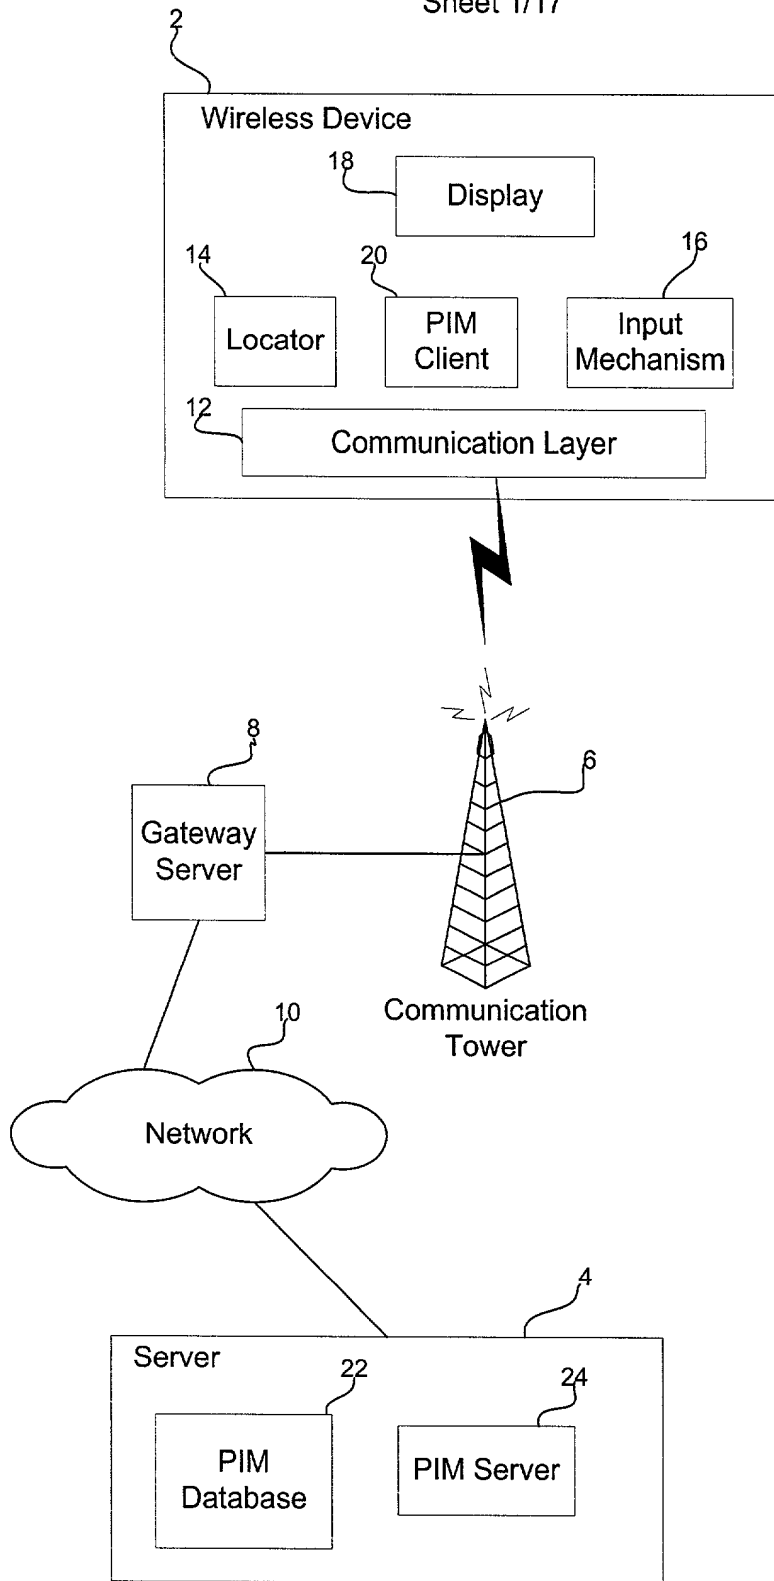 Sheet 1/17
2
Wireless Device
18
Display
14
20
16
Locator
PIM
Client
Input
Mechanism
12
Communication Layer
8
6
Gateway
Server
Communication
Tower
10
Network
4
Server
22
24
PIM
Database
PIM Server